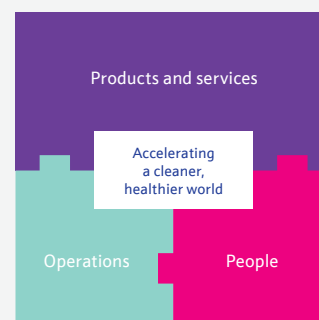 Products and services
Accelerating
a cleaner,
healthier world
Operations
People